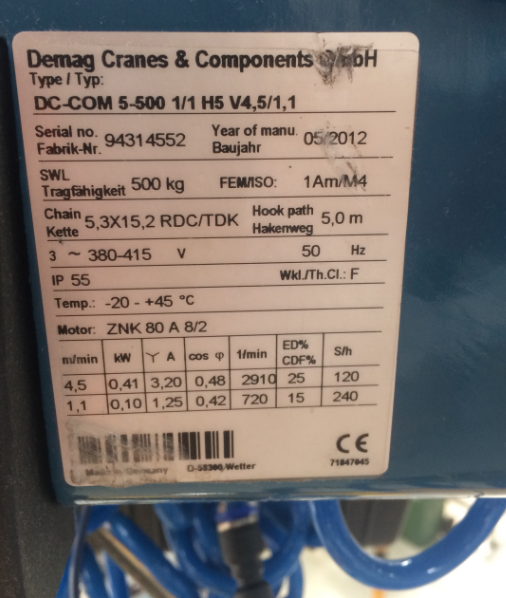 Demag Cranes & Components GmbH
Type / Typ:
DC-COM 5-500 1/1 H5 V4,5/1,1
Serial no. 94314552 Year of manu. 05/2012
Fabrik-Nr. Baujahr
SWL 500 kg FEM/ISO: 1Am/M4
Tragfähigkeit
Chain 5,3X15,2 RDC/TDK Hook path 5,0 m
Kette Hakenweg
3 ~ 380-415 V 50 Hz
IP 55 Wkl./Th.Cl.: F
Temp.: -20 - +45 °C
Motor: ZNK 80 A 8/2
m/min kW Y A cos φ 1/min ED% CDF% S/h
4,5 0,41 3,20 0,48 2910 25 120
1,1 0,10 1,25 0,42 720 15 240
Made in Germany D-58300 Wetter CE
71847045